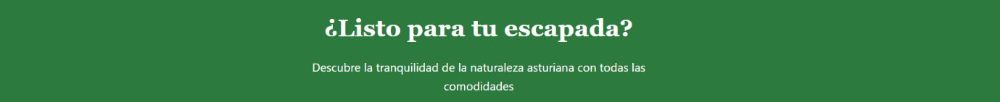 ¿Listo para tu escapada?
Descubre la tranquilidad de la naturaleza asturiana con todas las
comodidades